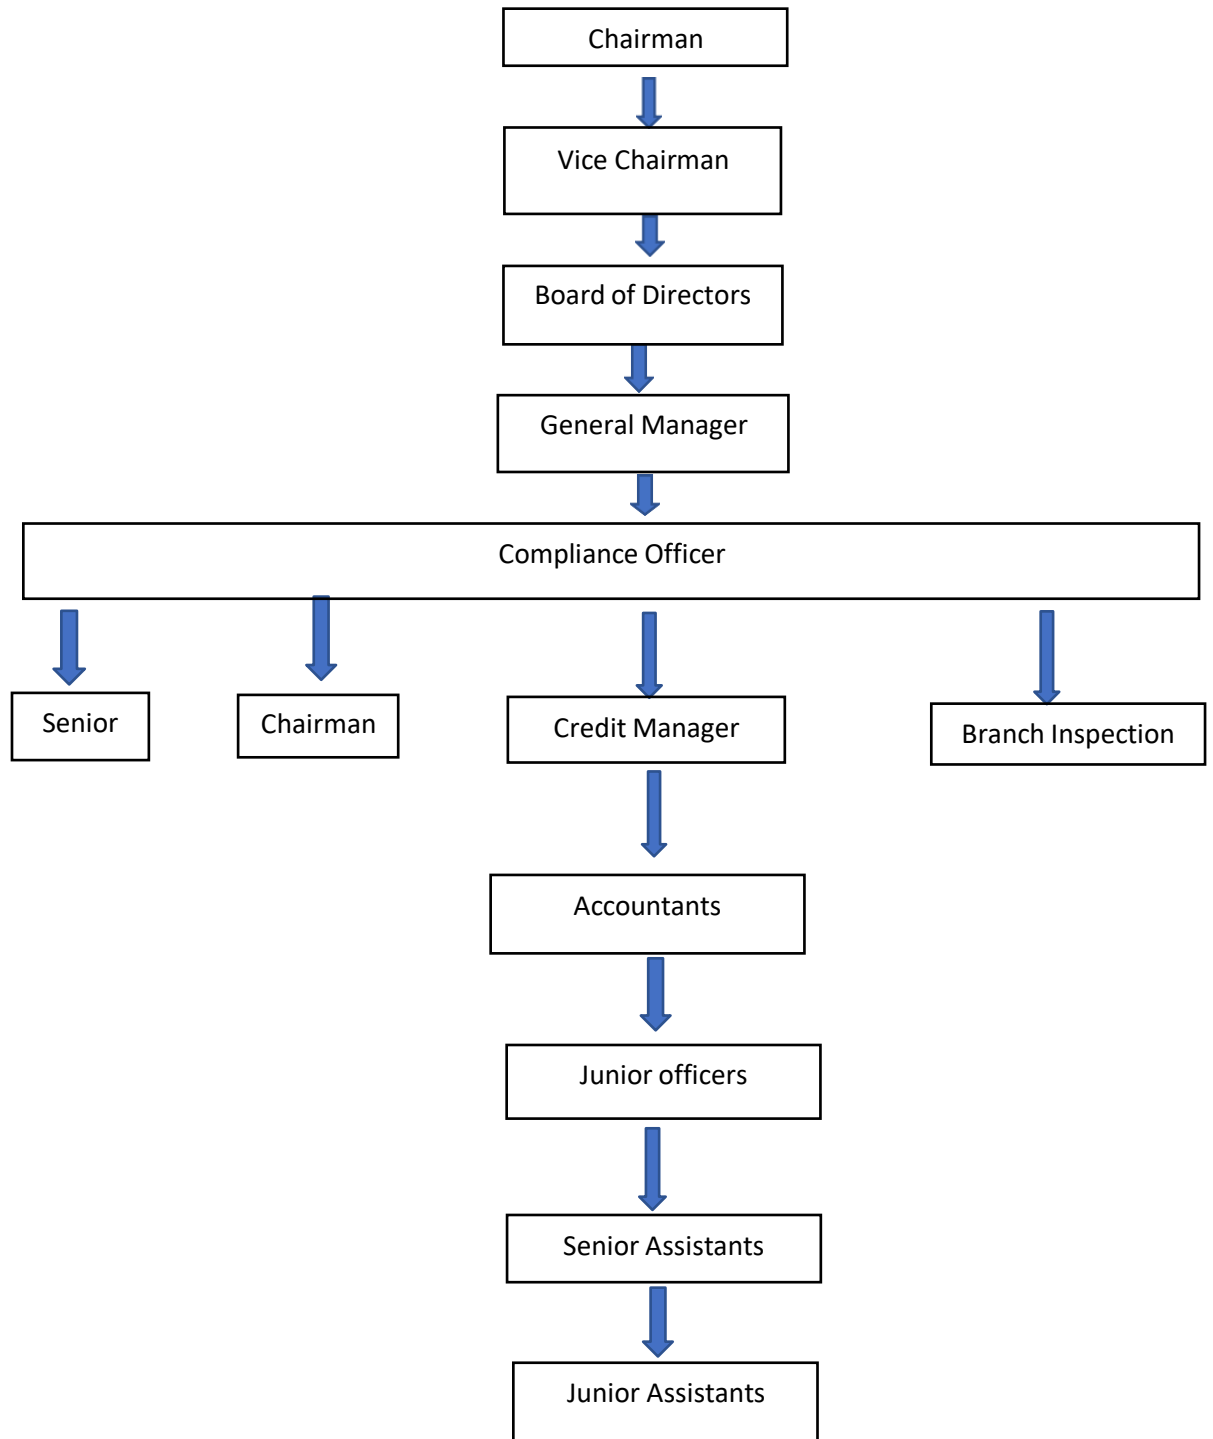 Chairman
Vice Chairman
Board of Directors
General Manager
Compliance Officer
Senior
Chairman
Credit Manager
Branch Inspection
Accountants
Junior officers
Senior Assistants
Junior Assistants